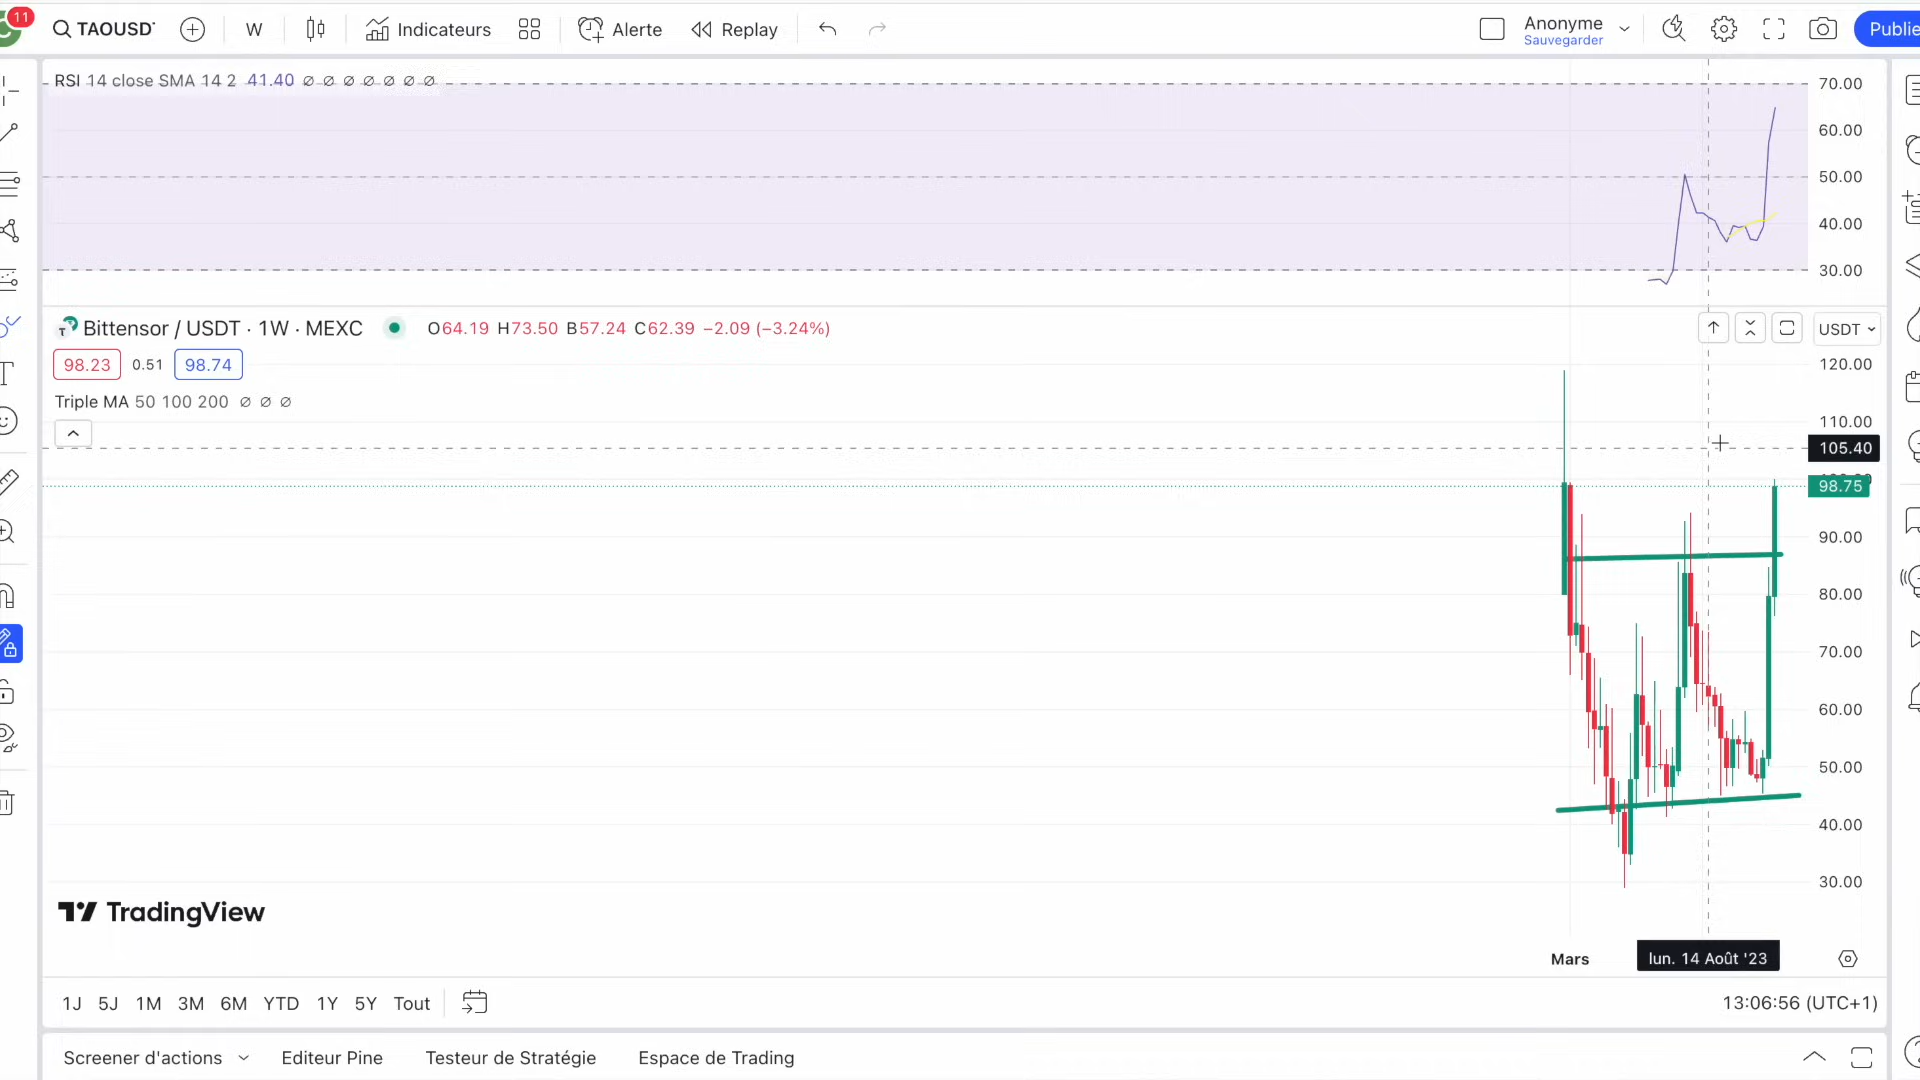 11
TAOUSD
W
Indicateurs
Alerte
Replay
Anonyme
Sauvegarder
Publie
RSI 14 close SMA 14 2 41.40 ∅ ∅ ∅ ∅ ∅ ∅ ∅
70.00
60.00
50.00
40.00
30.00
Bittensor / USDT · 1W · MEXC O64.19 H73.50 B57.24 C62.39 −2.09 (−3.24%)
USDT
98.23 0.51 98.74
Triple MA 50 100 200 ∅ ∅ ∅
120.00
110.00
105.40
98.75
90.00
80.00
70.00
60.00
50.00
40.00
30.00
TradingView
Mars
lun. 14 Août '23
1J 5J 1M 3M 6M YTD 1Y 5Y Tout
13:06:56 (UTC+1)
Screener d'actions Editeur Pine Testeur de Stratégie Espace de Trading